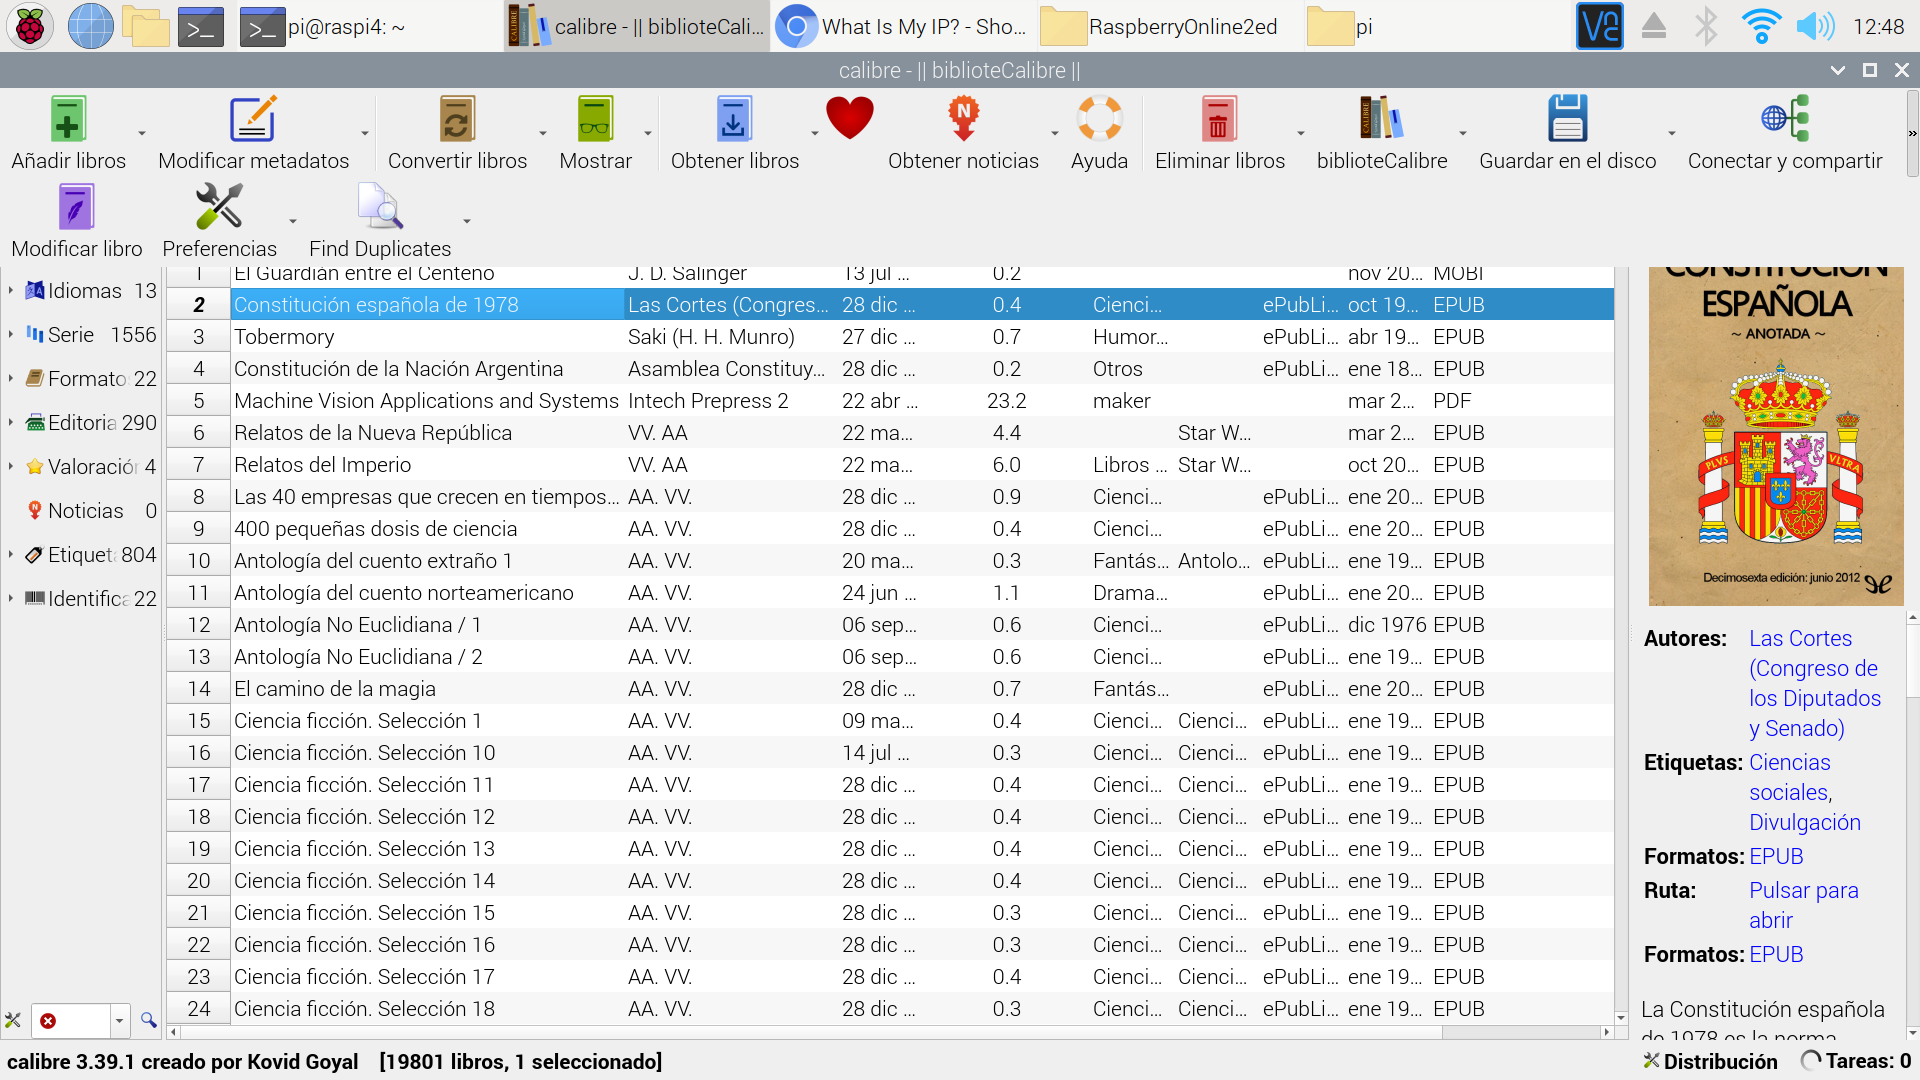 pi@raspi4: ~
calibre - || biblioteCali...
What Is My IP? - Sho...
RaspberryOnline2ed
pi
12:48
calibre - || biblioteCalibre ||
Añadir libros
Modificar metadatos
Convertir libros
Mostrar
Obtener libros
Obtener noticias
Ayuda
Eliminar libros
biblioteCalibre
Guardar en el disco
Conectar y compartir
Modificar libro
Preferencias
Find Duplicates
Idiomas 13
Serie 1556
Formato 22
Editoria 290
Valoración 4
Noticias 0
Etiquet 804
Identifica 22
1 El Guardián entre el Centeno J. D. Salinger 13 jul ... 0.2 nov 20... MOBI
2 Constitución española de 1978 Las Cortes (Congres... 28 dic ... 0.4 Cienci... ePubLi... oct 19... EPUB
3 Tobermory Saki (H. H. Munro) 27 dic ... 0.7 Humor... ePubLi... abr 19... EPUB
4 Constitución de la Nación Argentina Asamblea Constituy... 28 dic ... 0.2 Otros ePubLi... ene 18... EPUB
5 Machine Vision Applications and Systems Intech Prepress 2 22 abr ... 23.2 maker mar 2... PDF
6 Relatos de la Nueva República VV. AA 22 ma... 4.4 Star W... mar 2... EPUB
7 Relatos del Imperio VV. AA 22 ma... 6.0 Libros ... Star W... oct 20... EPUB
8 Las 40 empresas que crecen en tiempos... AA. VV. 28 dic ... 0.9 Cienci... ePubLi... ene 20... EPUB
9 400 pequeñas dosis de ciencia AA. VV. 28 dic ... 0.4 Cienci... ePubLi... ene 20... EPUB
10 Antología del cuento extraño 1 AA. VV. 20 ma... 0.3 Fantás... Antolo... ePubLi... ene 19... EPUB
11 Antología del cuento norteamericano AA. VV. 24 jun ... 1.1 Drama... ePubLi... ene 20... EPUB
12 Antología No Euclidiana / 1 AA. VV. 06 sep... 0.6 Cienci... ePubLi... dic 1976 EPUB
13 Antología No Euclidiana / 2 AA. VV. 06 sep... 0.6 Cienci... ePubLi... ene 19... EPUB
14 El camino de la magia AA. VV. 28 dic ... 0.7 Fantás... ePubLi... ene 20... EPUB
15 Ciencia ficción. Selección 1 AA. VV. 09 ma... 0.4 Cienci... Cienci... ePubLi... ene 19... EPUB
16 Ciencia ficción. Selección 10 AA. VV. 14 jul ... 0.3 Cienci... Cienci... ePubLi... ene 19... EPUB
17 Ciencia ficción. Selección 11 AA. VV. 28 dic ... 0.4 Cienci... Cienci... ePubLi... ene 19... EPUB
18 Ciencia ficción. Selección 12 AA. VV. 28 dic ... 0.4 Cienci... Cienci... ePubLi... ene 19... EPUB
19 Ciencia ficción. Selección 13 AA. VV. 28 dic ... 0.4 Cienci... Cienci... ePubLi... ene 19... EPUB
20 Ciencia ficción. Selección 14 AA. VV. 28 dic ... 0.4 Cienci... Cienci... ePubLi... ene 19... EPUB
21 Ciencia ficción. Selección 15 AA. VV. 28 dic ... 0.3 Cienci... Cienci... ePubLi... ene 19... EPUB
22 Ciencia ficción. Selección 16 AA. VV. 28 dic ... 0.3 Cienci... Cienci... ePubLi... ene 19... EPUB
23 Ciencia ficción. Selección 17 AA. VV. 28 dic ... 0.4 Cienci... Cienci... ePubLi... ene 19... EPUB
24 Ciencia ficción. Selección 18 AA. VV. 28 dic ... 0.3 Cienci... Cienci... ePubLi... ene 19... EPUB
CONSTITUCIÓN
ESPAÑOLA
~ ANOTADA ~
PLVS VLTRA
Decimosexta edición: junio 2012
Autores: Las Cortes
(Congreso de
los Diputados
y Senado)
Etiquetas: Ciencias
sociales,
Divulgación
Formatos: EPUB
Ruta: Pulsar para
abrir
Formatos: EPUB
La Constitución española
de 1978 es la norma
calibre 3.39.1 creado por Kovid Goyal [19801 libros, 1 seleccionado]
Distribución
Tareas: 0